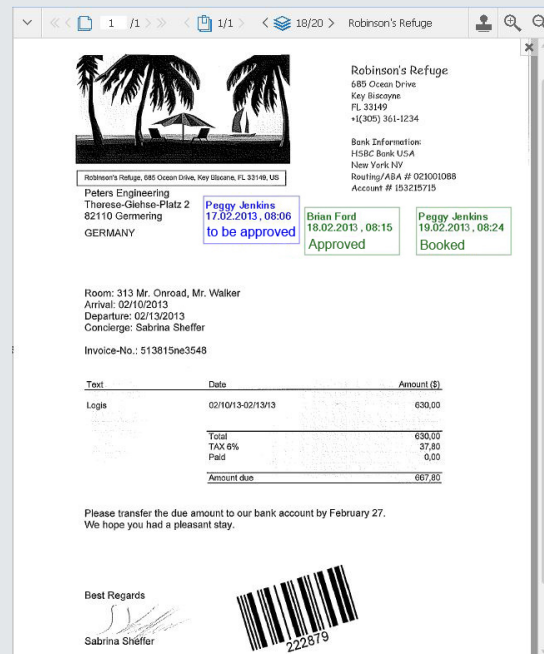 1 /1
1/1
18/20
Robinson's Refuge
Robinson's Refuge
685 Ocean Drive
Key Biscayne
FL 33149
+1(305) 361-1234
Bank Information:
HSBC Bank USA
New York NY
Routing/ABA # 021001088
Account # 153215715
Robinson's Refuge, 685 Ocean Drive, Key Biscane, FL 33149, US
Peters Engineering
Therese-Giehse-Platz 2
82110 Germering
GERMANY
Peggy Jenkins
17.02.2013 , 08:06
to be approved
Brian Ford
18.02.2013 , 08:15
Approved
Peggy Jenkins
19.02.2013 , 08:24
Booked
Room: 313 Mr. Onroad, Mr. Walker
Arrival: 02/10/2013
Departure: 02/13/2013
Concierge: Sabrina Sheffer
Invoice-No.: 513815ne3548
Text Date Amount ($)
Logis 02/10/13-02/13/13 630,00
Total 630,00
TAX 6% 37,80
Paid 0,00
Amount due 667,80
Please transfer the due amount to our bank account by February 27.
We hope you had a pleasant stay.
Best Regards
Sabrina Sheffer
222879